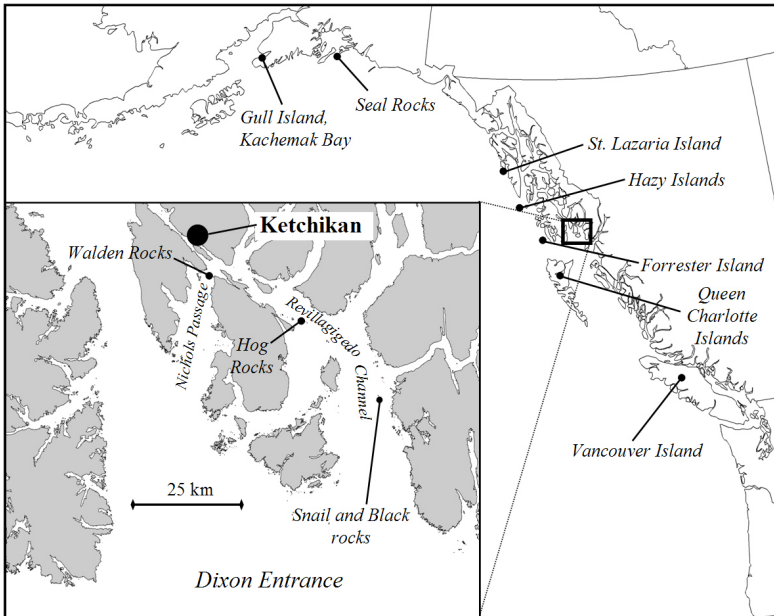 Gull Island,
Kachemak Bay
Seal Rocks
St. Lazaria Island
Hazy Islands
Forrester Island
Queen
Charlotte
Islands
Vancouver Island
Ketchikan
Walden Rocks
Nichols Passage
Revillagigedo
Channel
Hog
Rocks
25 km
Snail and Black
rocks
Dixon Entrance